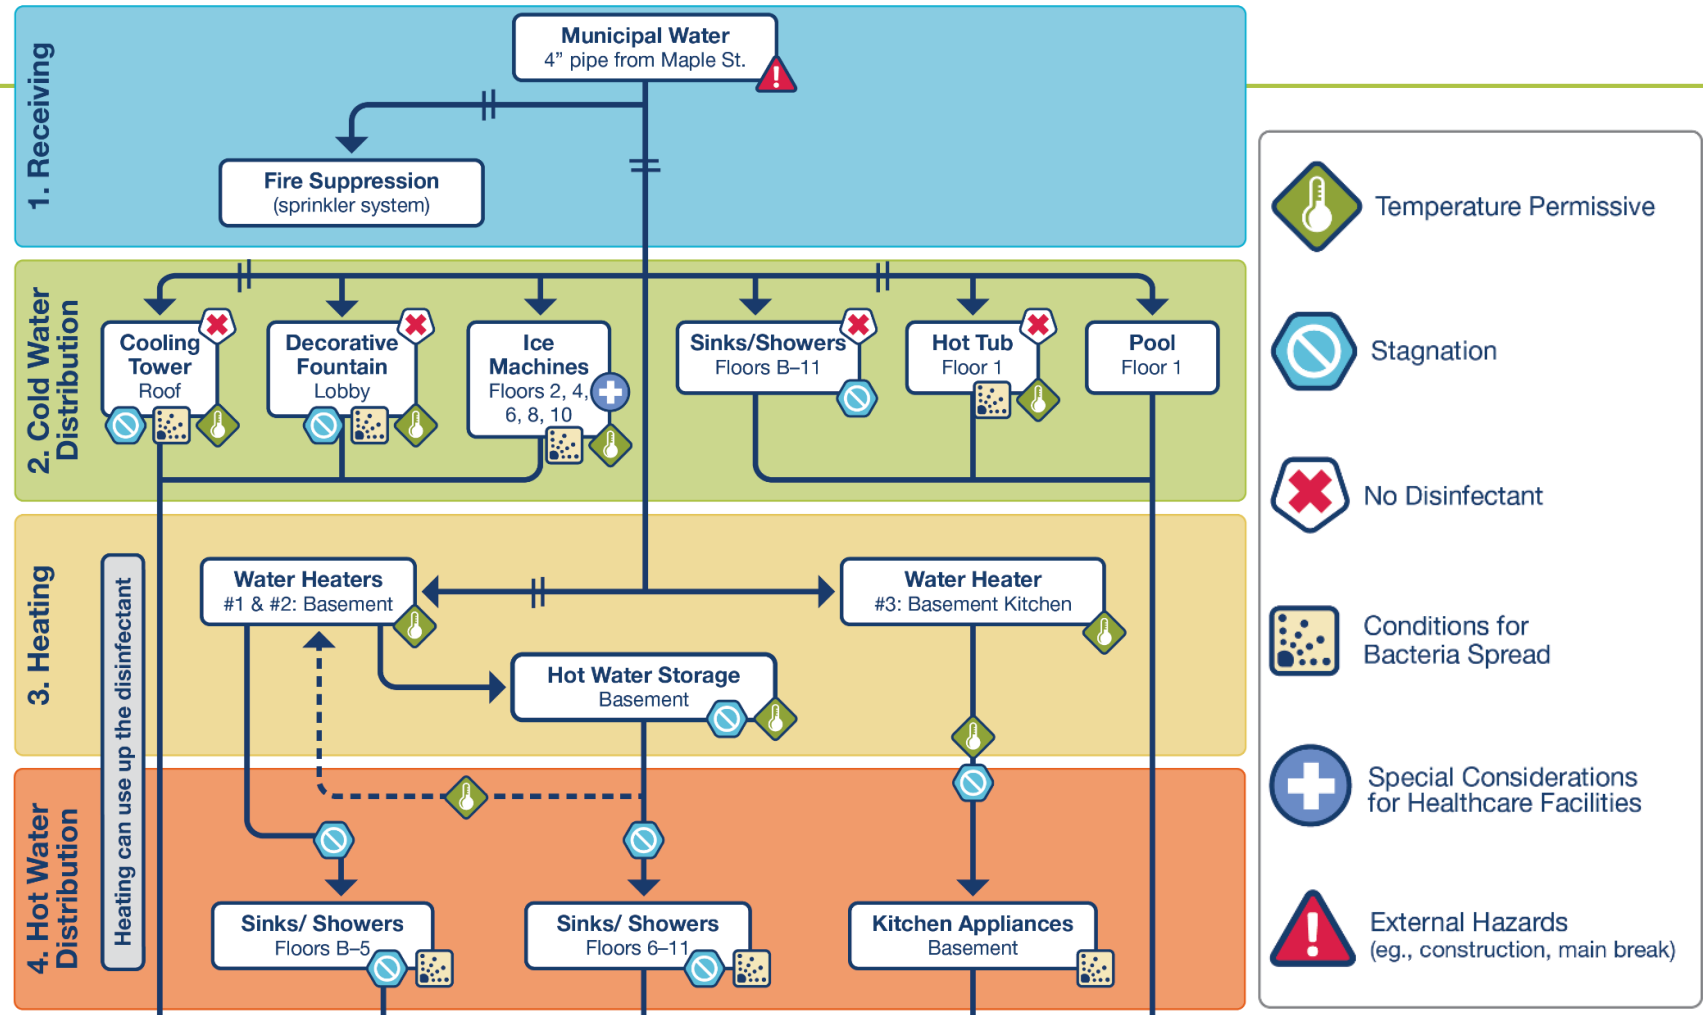 1. Receiving
Municipal Water
4” pipe from Maple St.
Fire Suppression
(sprinkler system)
2. Cold Water
Distribution
Cooling
Tower
Roof
Decorative
Fountain
Lobby
Ice
Machines
Floors 2, 4,
6, 8, 10
Sinks/Showers
Floors B–11
Hot Tub
Floor 1
Pool
Floor 1
3. Heating
Heating can use up the disinfectant
Water Heaters
#1 & #2: Basement
Water Heater
#3: Basement Kitchen
Hot Water Storage
Basement
4. Hot Water
Distribution
Sinks/ Showers
Floors B–5
Sinks/ Showers
Floors 6–11
Kitchen Appliances
Basement
Temperature Permissive
Stagnation
No Disinfectant
Conditions for
Bacteria Spread
Special Considerations
for Healthcare Facilities
External Hazards
(eg., construction, main break)